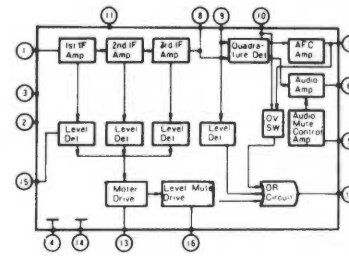 11
8
9
10
1
1st IF Amp
2nd IF Amp
3rd IF Amp
Quadra-ture Det
AFC Amp
Audio Amp
3
2
OV SW
Audio Mute Control Amp
Level Det
Level Det
Level Det
Level Det
15
Moter Drive
Level Mute Drive
OR Circuit
4
14
13
16